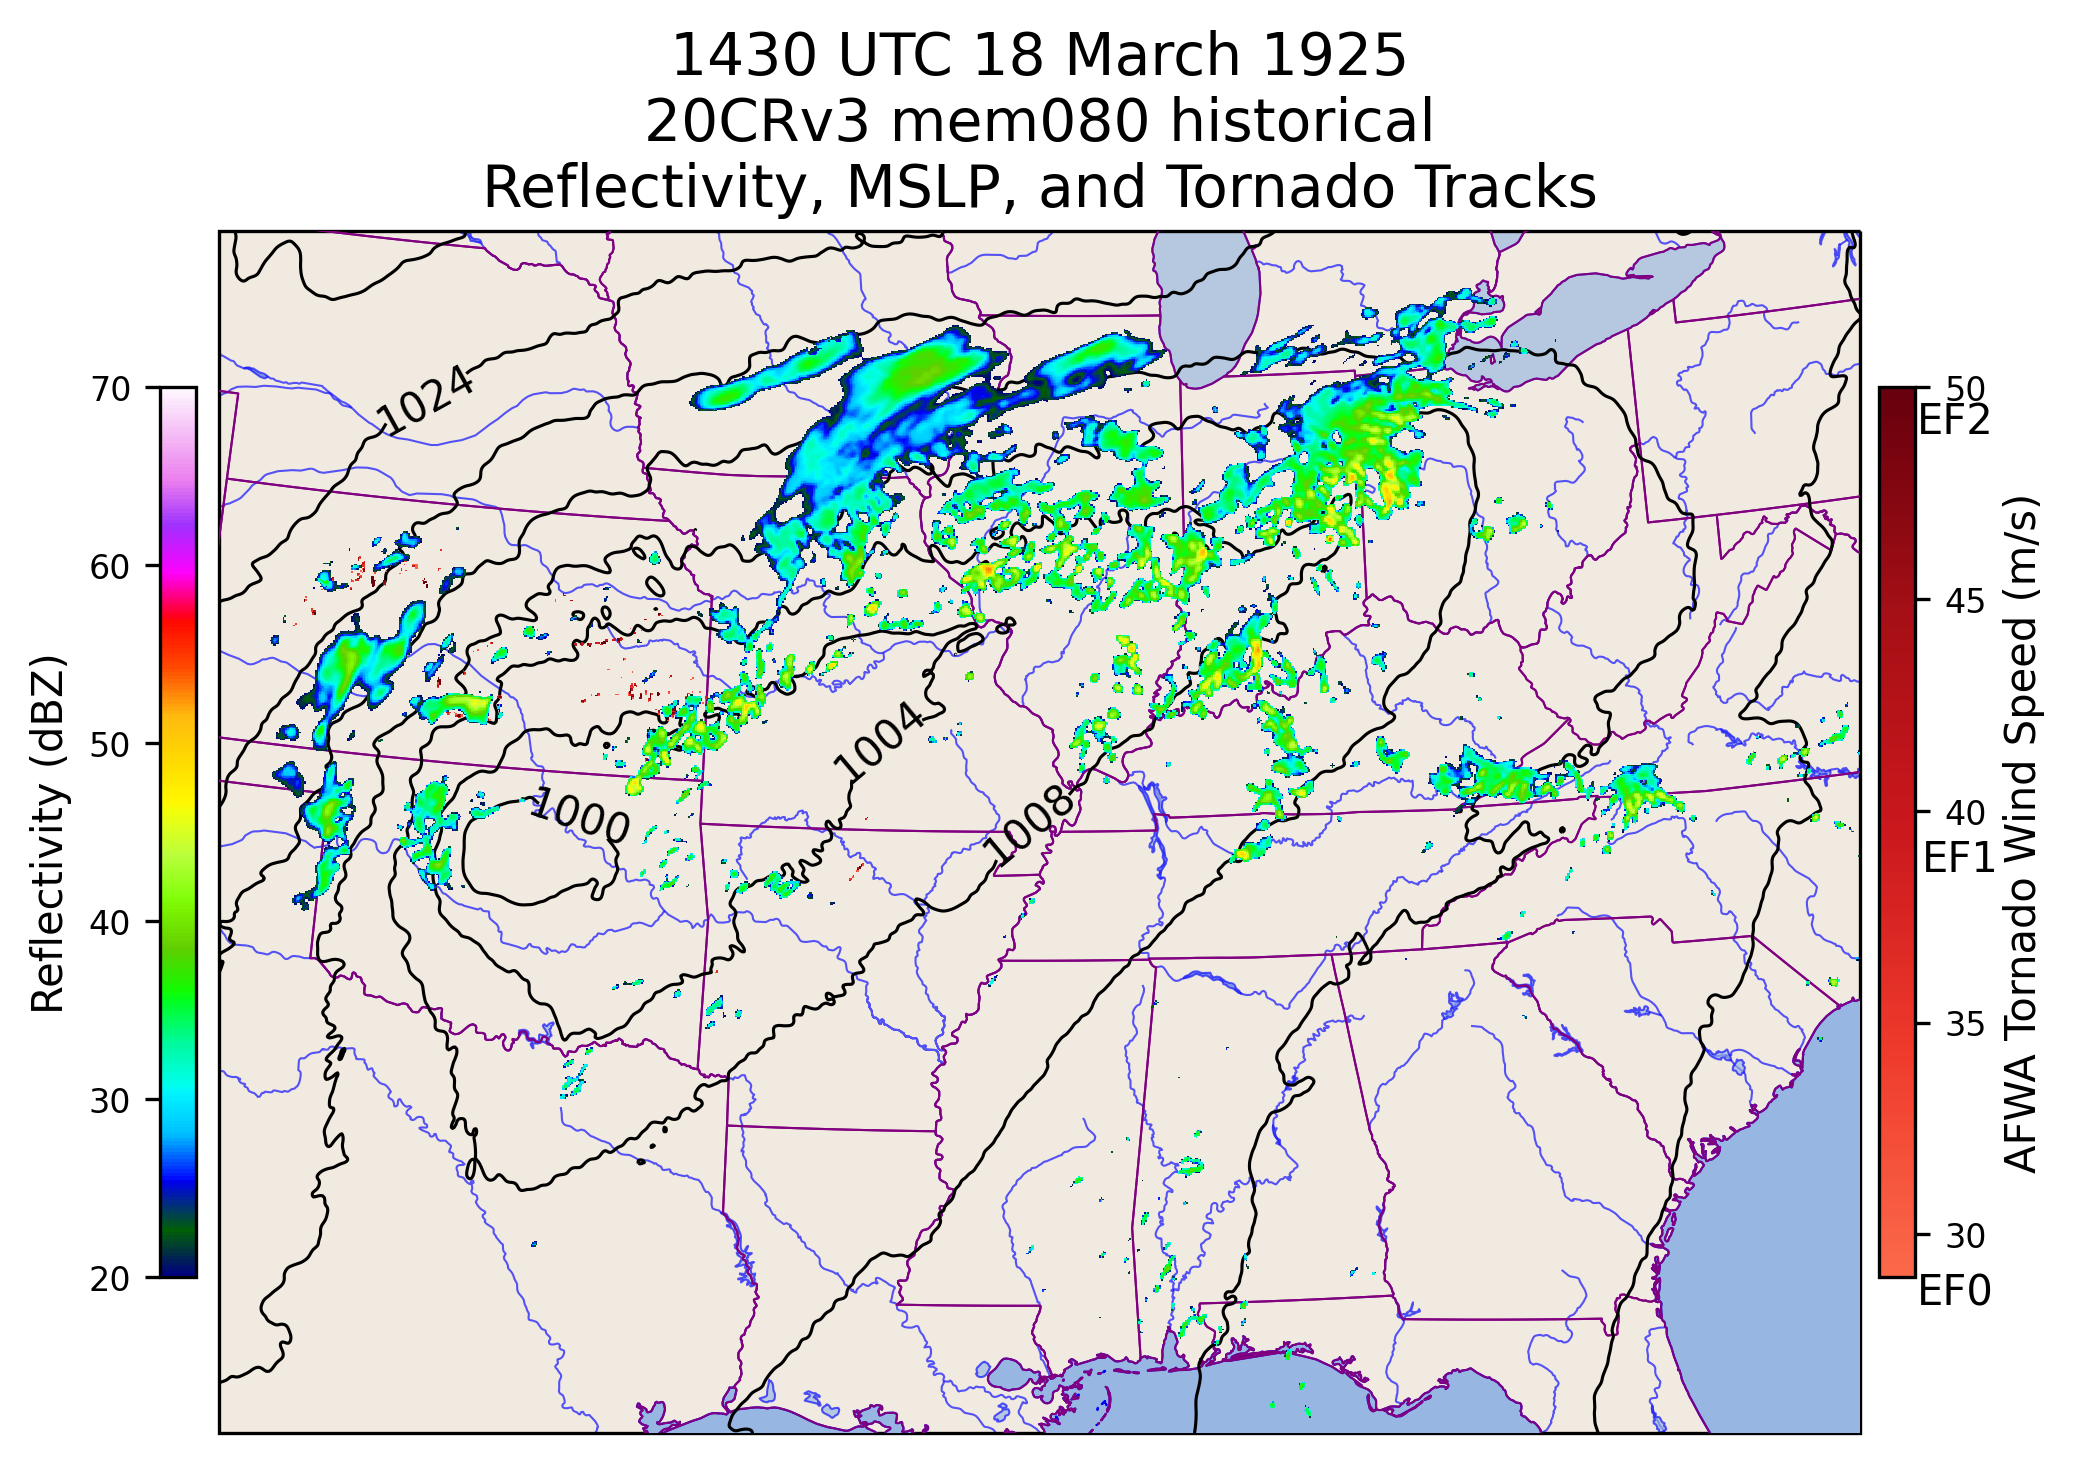 1430 UTC 18 March 1925
20CRv3 mem080 historical
Reflectivity, MSLP, and Tornado Tracks
1024
1000
1004
1008
70
60
50
40
30
20
Reflectivity (dBZ)
50
EF2
45
40
EF1
35
30
EF0
AFWA Tornado Wind Speed (m/s)